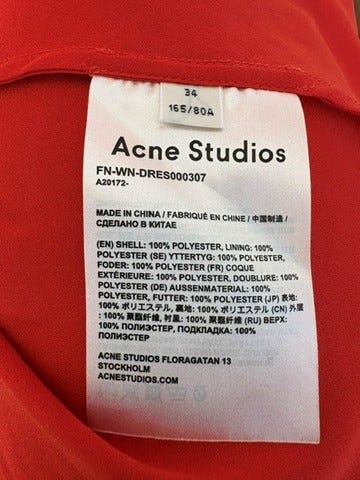 34
165/80A
Acne Studios
FN-WN-DRES000307
A20172-
MADE IN CHINA / FABRIQUÉ EN CHINE / 中国制造 /
СДЕЛАНО В КИТАЕ
(EN) SHELL: 100% POLYESTER, LINING: 100%
POLYESTER (SE) YTTERTYG: 100% POLYESTER,
FODER: 100% POLYESTER (FR) COQUE
EXTÉRIEURE: 100% POLYESTER, DOUBLURE: 100%
POLYESTER (DE) AUSSENMATERIAL: 100%
POLYESTER, FUTTER: 100% POLYESTER (JP) 表地:
100% ポリエステル, 裏地: 100% ポリエステル (CN) 外层
: 100% 聚酯纤维, 衬里: 100% 聚酯纤维 (RU) ВЕРХ:
100% ПОЛИЭСТЕР, ПОДКЛАДКА: 100%
ПОЛИЭСТЕР
ACNE STUDIOS FLORAGATAN 13
STOCKHOLM
ACNESTUDIOS.COM